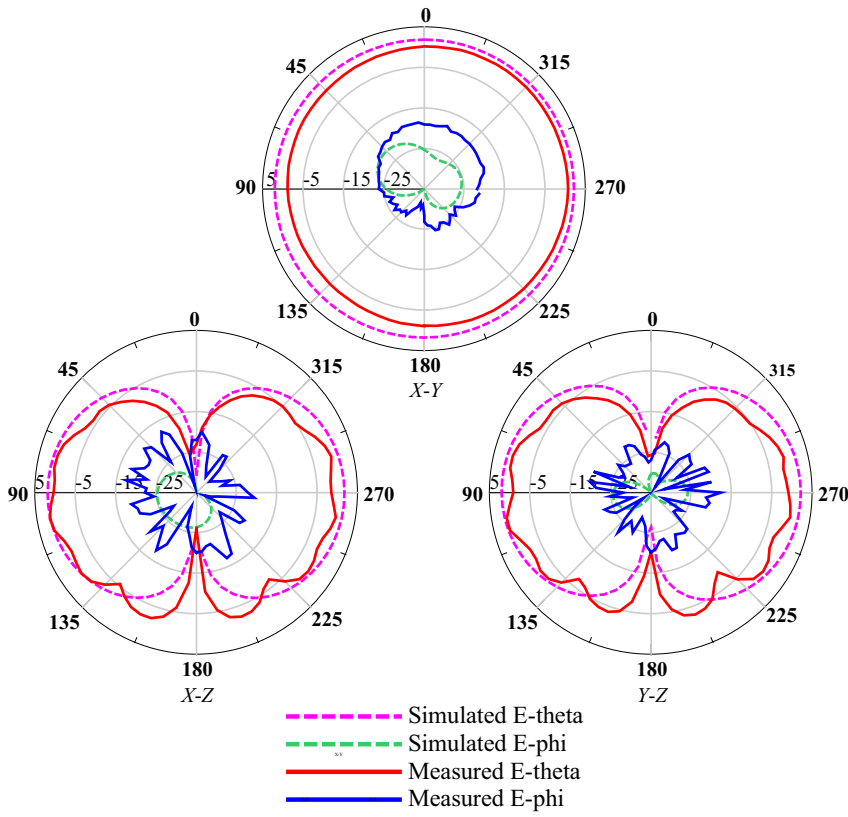 0
45 315
90 5 -5 -15 -25 270
135 225
180
X-Y
0
45 315
90 5 -5 -15 25 270
135 225
180
X-Z
0
45 315
90 5 -5 -15 -25 270
135 225
180
Y-Z
Simulated E-theta
Simulated E-phi
Measured E-theta
Measured E-phi